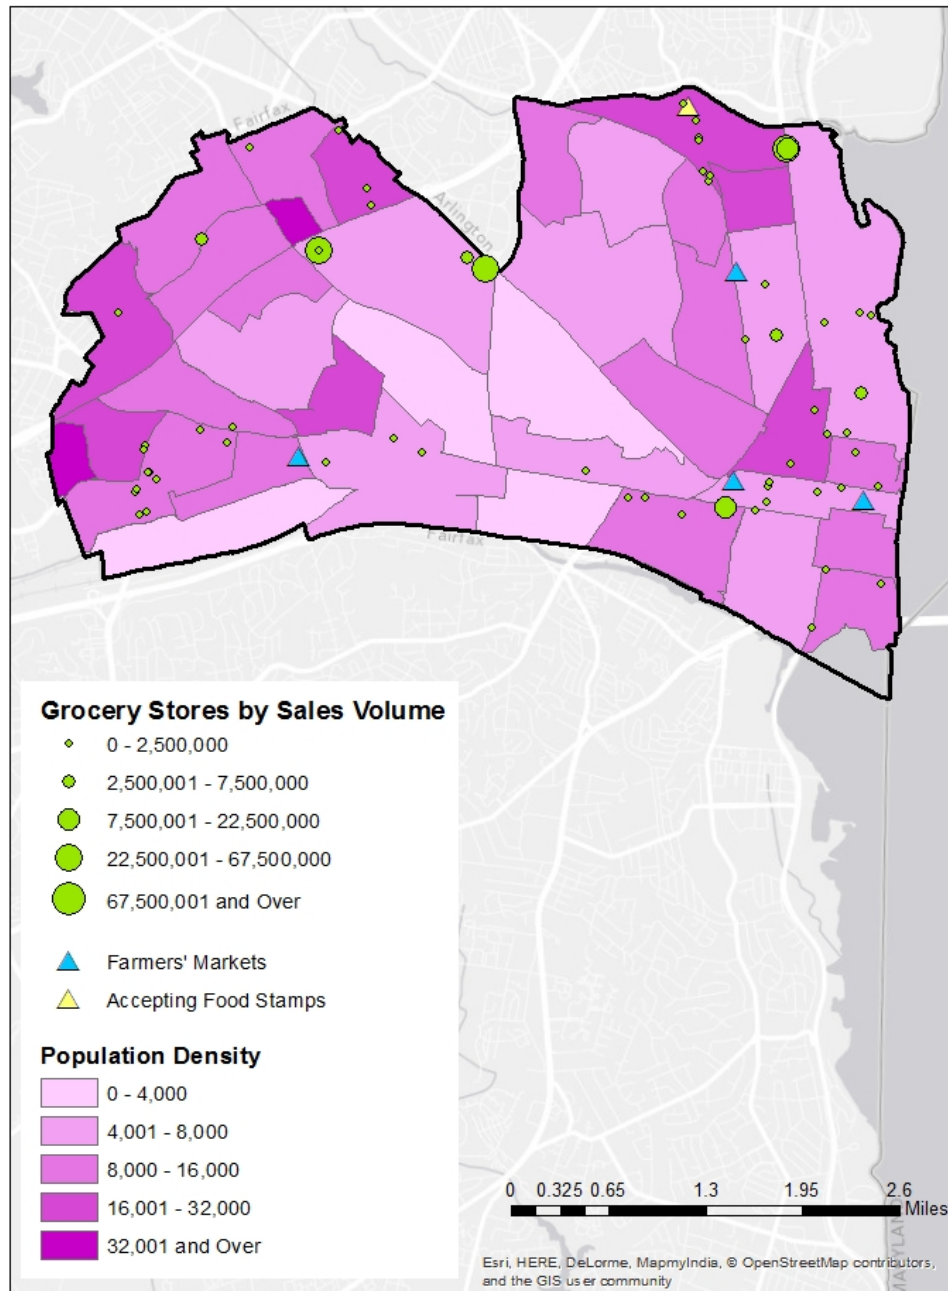 Fairfax
Arlington
Fairfax
Grocery Stores by Sales Volume
0 - 2,500,000
2,500,001 - 7,500,000
7,500,001 - 22,500,000
22,500,001 - 67,500,000
67,500,001 and Over
Farmers' Markets
Accepting Food Stamps
Population Density
0 - 4,000
4,001 - 8,000
8,000 - 16,000
16,001 - 32,000
32,001 and Over
0 0.325 0.65 1.3 1.95 2.6
Miles
MARYLAND
Esri, HERE, DeLorme, MapmyIndia, © OpenStreetMap contributors,
and the GIS user community